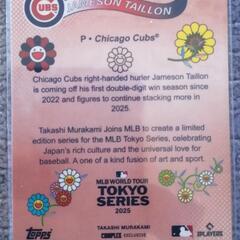 CUBS
JAMESON TAILLON
P • Chicago Cubs®
Chicago Cubs right-handed hurler Jameson Taillon
is coming off his first double-digit win season since
2022 and figures to continue stacking more in
2025.
Takashi Murakami Joins MLB to create a limited
edition series for the MLB Tokyo Series, celebrating
Japan's rich culture and the universal love for
baseball. A one of kind fusion of art and sport.
MLB WORLD TOUR
TOKYO
SERIES
2025
Topps
TAKASHI MURAKAMI
COMPLEX EXCLUSIVE
PLAYERS